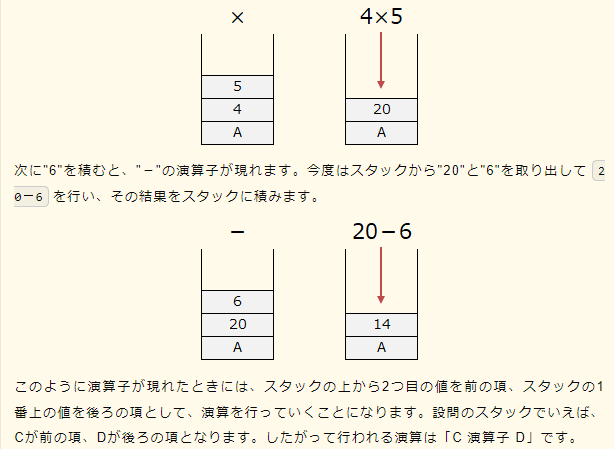 ×
4×5
5
4
20
A
A
次に"6"を積むと、"−"の演算子が現れます。今度はスタックから"20"と"6"を取り出して 2
0−6 を行い、その結果をスタックに積みます。
−
20−6
6
20
14
A
A
このように演算子が現れたときには、スタックの上から2つ目の値を前の項、スタックの1
番上の値を後ろの項として、演算を行っていくことになります。設問のスタックでいえば、
Cが前の項、Dが後ろの項となります。したがって行われる演算は「C 演算子 D」です。